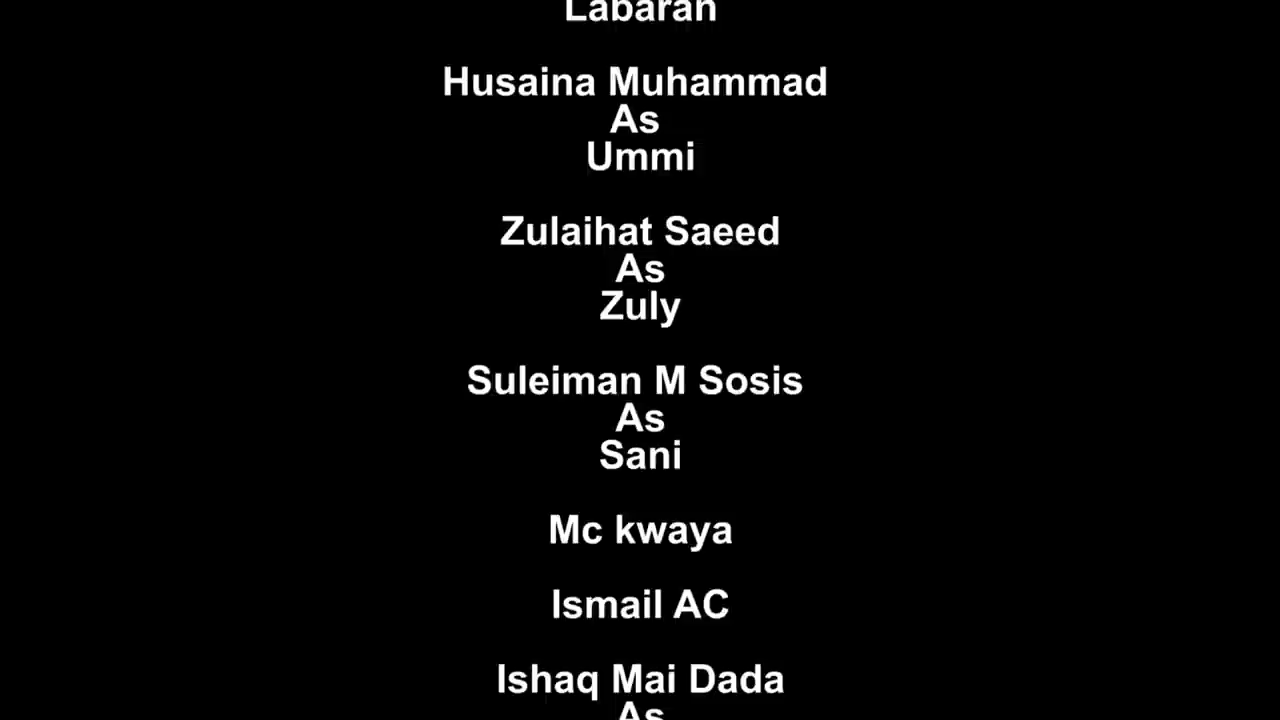 Labaran
Husaina Muhammad
As
Ummi
Zulaihat Saeed
As
Zuly
Suleiman M Sosis
As
Sani
Mc kwaya
Ismail AC
Ishaq Mai Dada
As